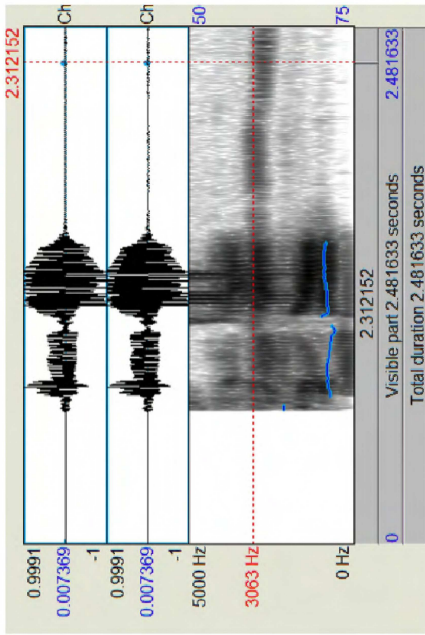 2.312152
0.9991
0.007369
-1
Ch
0.9991
0.007369
-1
Ch
5000 Hz
50
3063 Hz
0 Hz
75
2.312152
0 Visible part 2.481633 seconds 2.481633
Total duration 2.481633 seconds